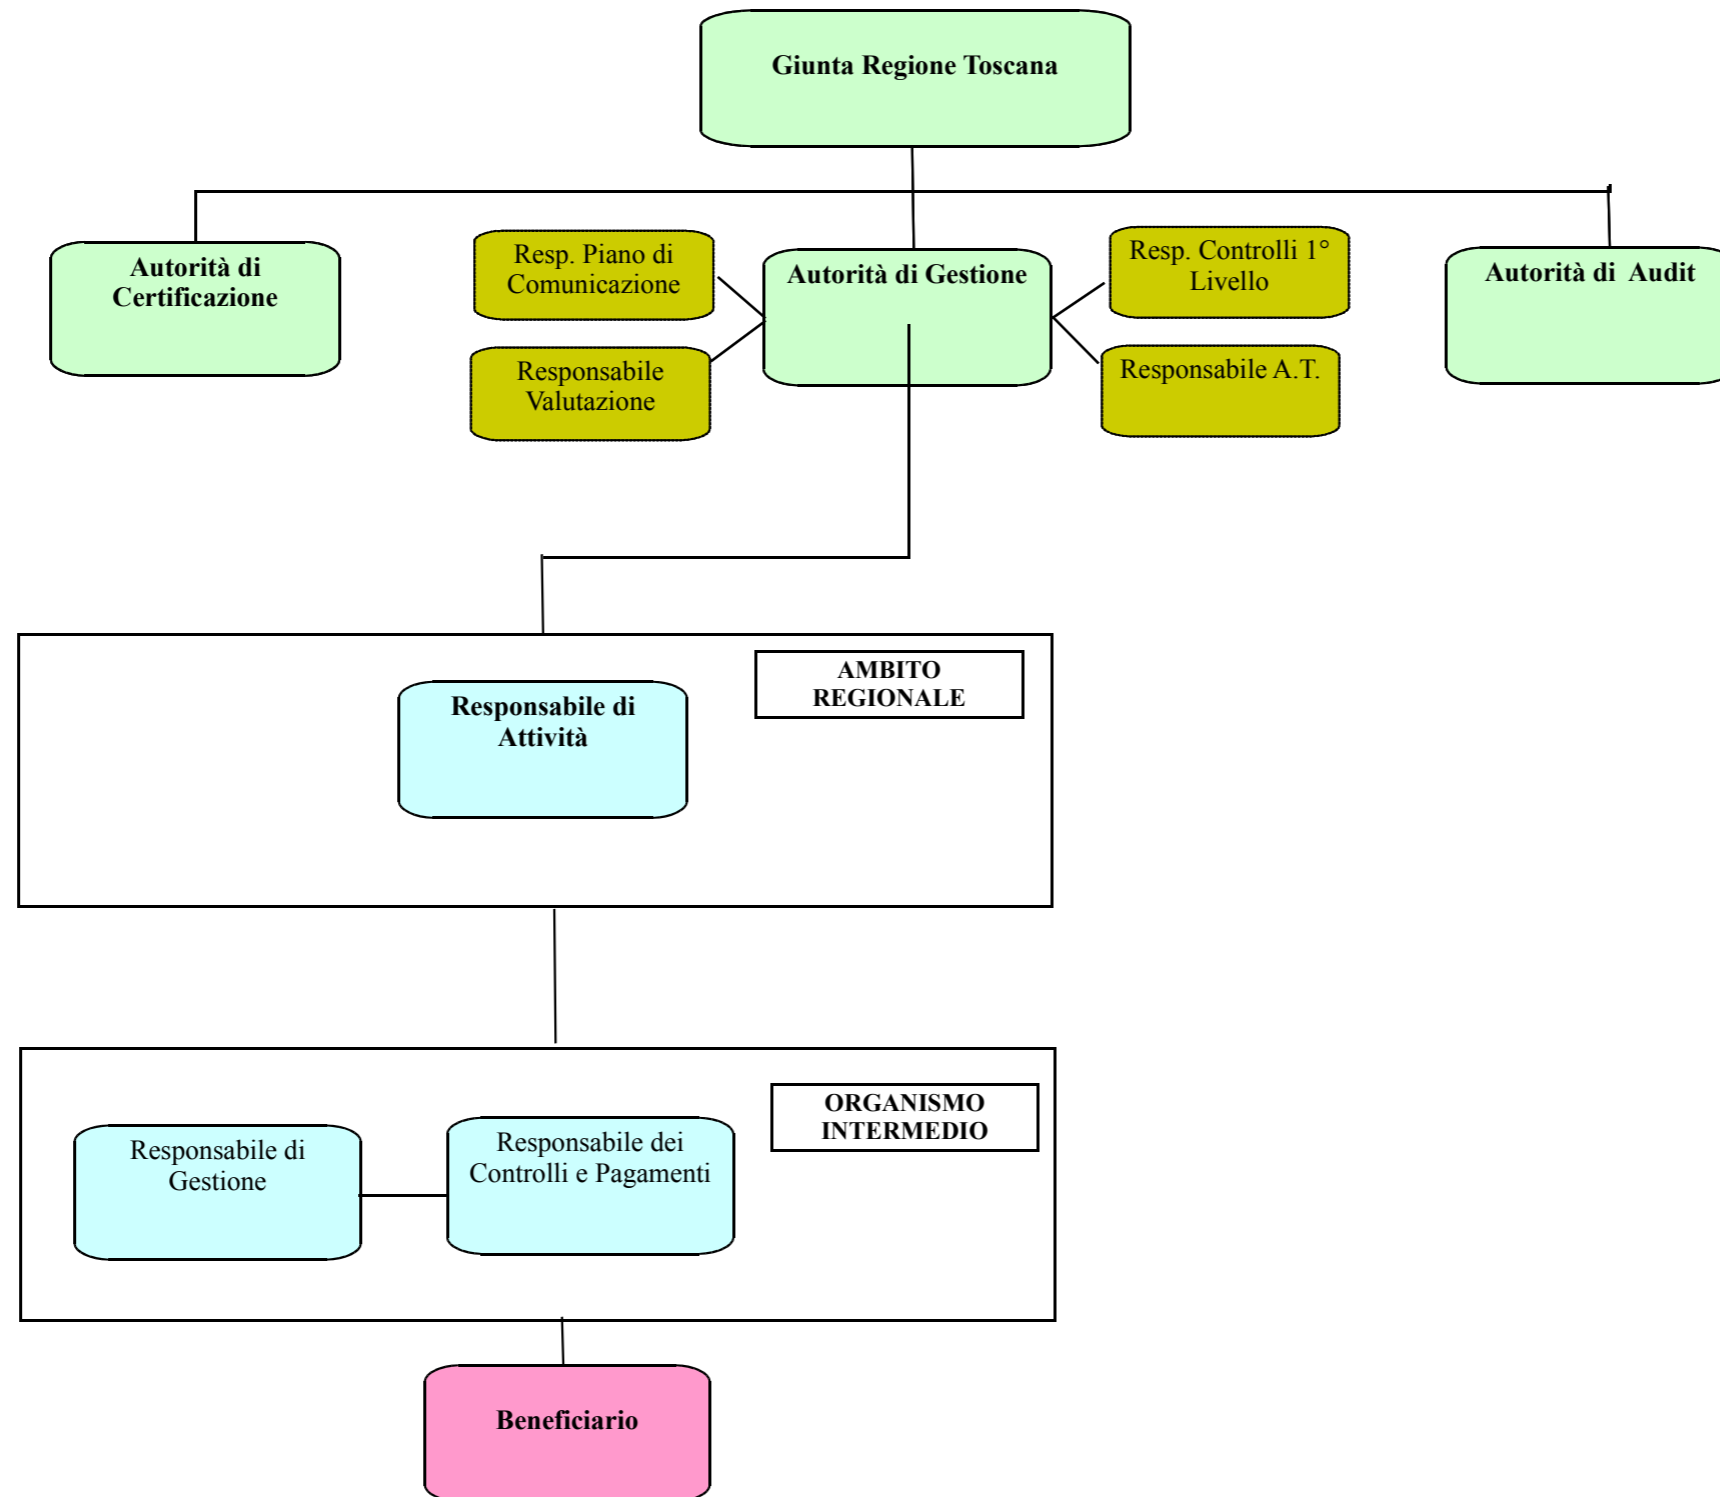 Giunta Regione Toscana
Autorità di
Certificazione
Resp. Piano di
Comunicazione
Responsabile
Valutazione
Autorità di Gestione
Resp. Controlli 1°
Livello
Responsabile A.T.
Autorità di  Audit
AMBITO
REGIONALE
Responsabile di
Attività
ORGANISMO
INTERMEDIO
Responsabile di
Gestione
Responsabile dei
Controlli e Pagamenti
Beneficiario